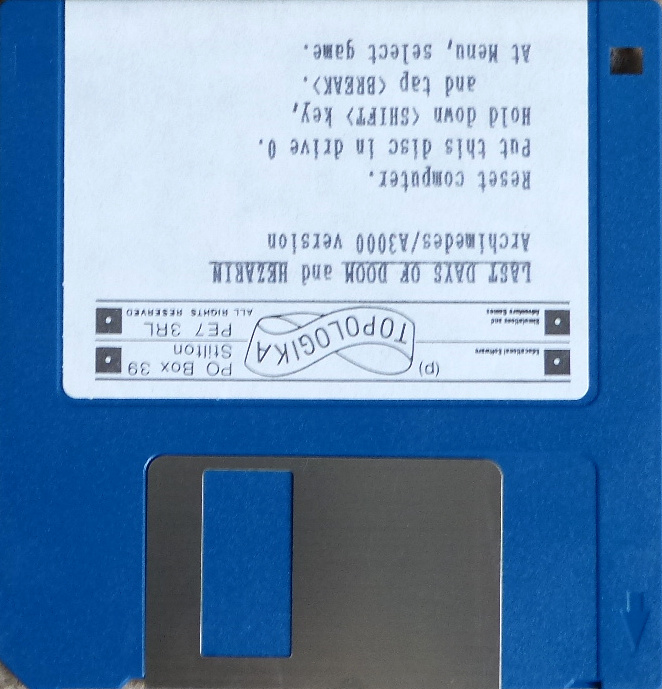 Educational Software
(p)
TOPOLOGIKA
PO Box 39
Stilton
Simulations and
Adventure Games
PE7 3RL
ALL RIGHTS RESERVED
LAST DAYS OF DOOM and HEZARIN
Archimedes/A3000 version
Reset computer.
Put this disc in drive 0.
Hold down <SHIFT> key,
and tap <BREAK>.
At Menu, select game.